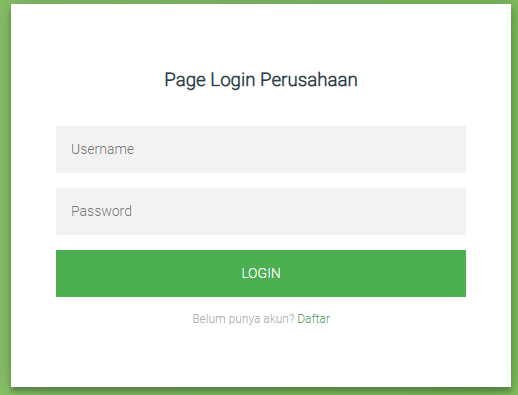 Page Login Perusahaan
Username
Password
LOGIN
Belum punya akun? Daftar